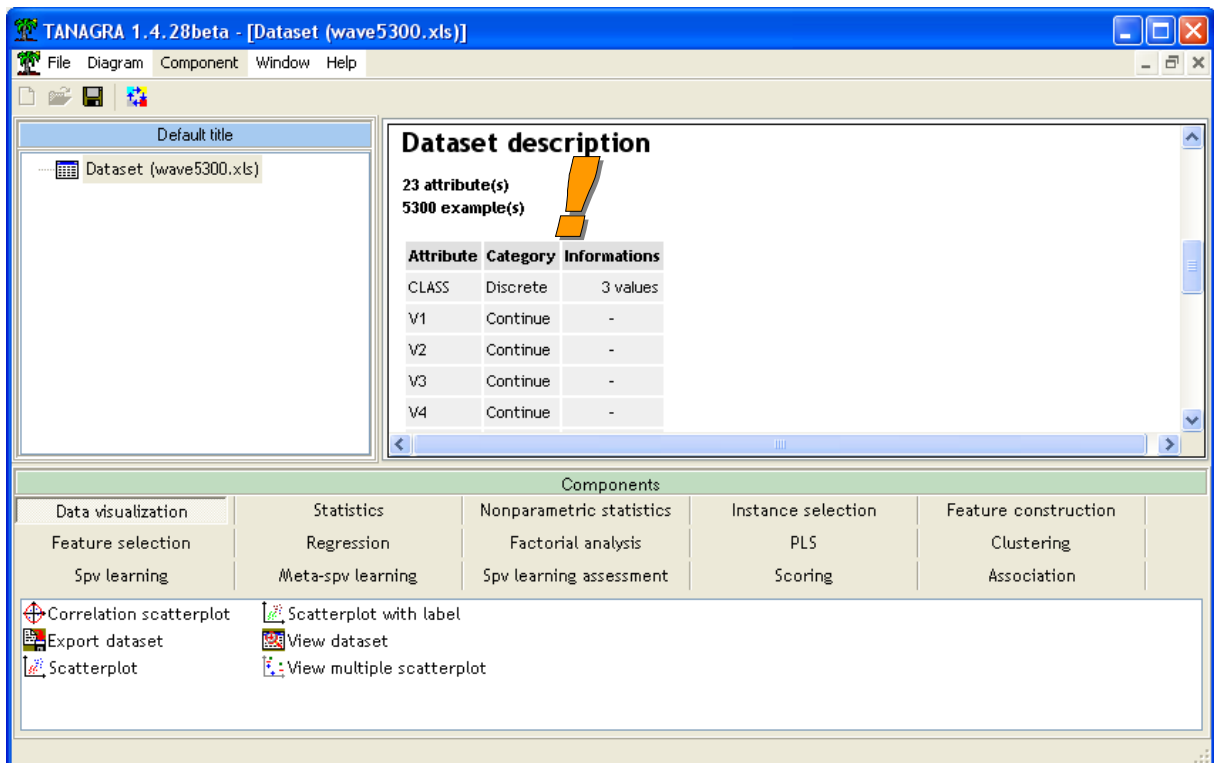 TANAGRA 1.4.28beta - [Dataset (wave5300.xls)]
File Diagram Component Window Help
Default title
Dataset (wave5300.xls)
Dataset description
23 attribute(s)
5300 example(s)
!
Attribute Category Informations
CLASS Discrete 3 values
V1 Continue -
V2 Continue -
V3 Continue -
V4 Continue -
Components
Data visualization Statistics Nonparametric statistics Instance selection Feature construction
Feature selection Regression Factorial analysis PLS Clustering
Spv learning Meta-spv learning Spv learning assessment Scoring Association
Correlation scatterplot Scatterplot with label
Export dataset View dataset
Scatterplot View multiple scatterplot